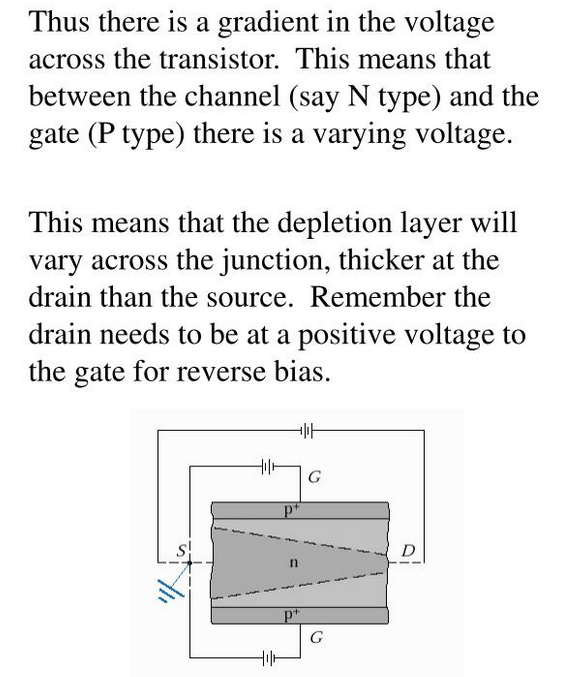 Thus there is a gradient in the voltage
across the transistor. This means that
between the channel (say N type) and the
gate (P type) there is a varying voltage.
This means that the depletion layer will
vary across the junction, thicker at the
drain than the source. Remember the
drain needs to be at a positive voltage to
the gate for reverse bias.
G
p+
S
D
n
p+
G